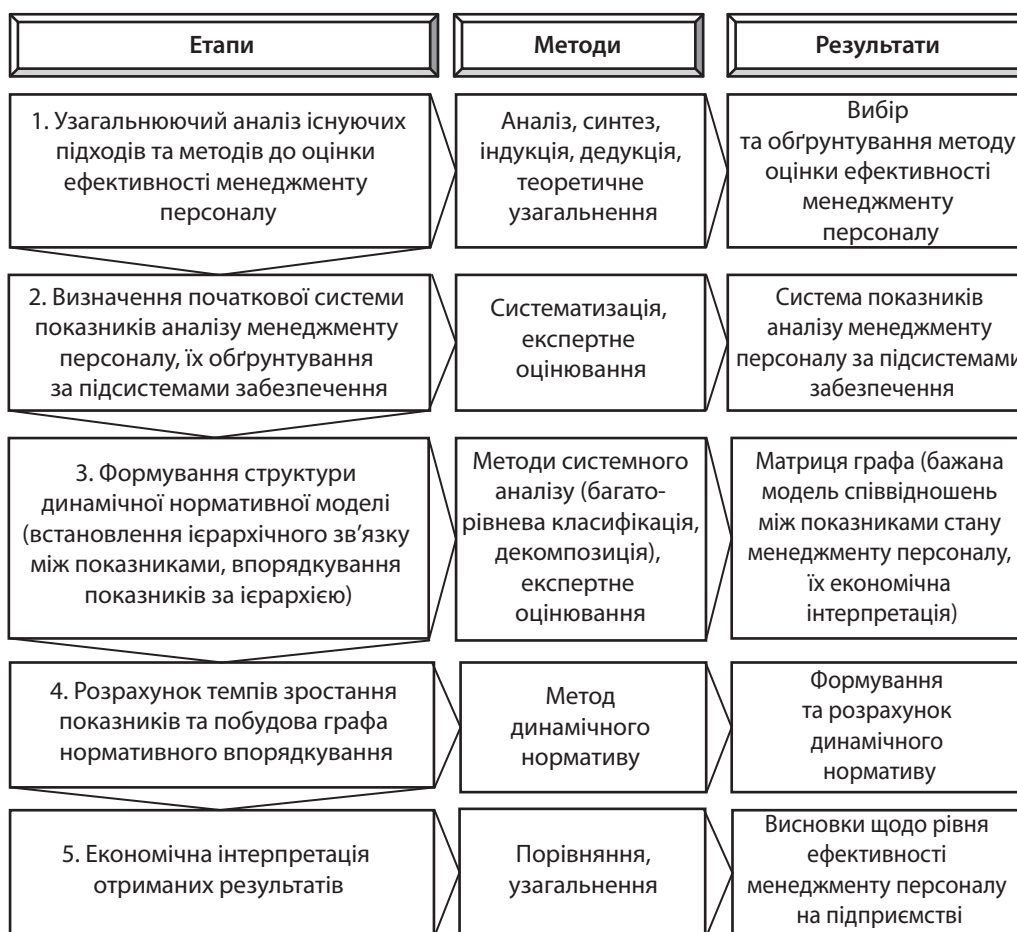 Етапи
Методи
Результати
1. Узагальнюючий аналіз існуючих
підходів та методів до оцінки
ефективності менеджменту
персоналу
Аналіз, синтез,
індукція, дедукція,
теоретичне
узагальнення
Вибір
та обґрунтування методу
оцінки ефективності
менеджменту
персоналу
2. Визначення початкової системи
показників аналізу менеджменту
персоналу, їх обґрунтування
за підсистемами забезпечення
Систематизація,
експертне
оцінювання
Система показників
аналізу менеджменту
персоналу за підсистемами
забезпечення
3. Формування структури
динамічної нормативної моделі
(встановлення ієрархічного зв’язку
між показниками, впорядкування
показників за ієрархією)
Методи системного
аналізу (багато-
рівнева класифікація,
декомпозиція),
експертне
оцінювання
Матриця графа (бажана
модель співвідношень
між показниками стану
менеджменту персоналу,
їх економічна
інтерпретація)
4. Розрахунок темпів зростання
показників та побудова графа
нормативного впорядкування
Метод
динамічного
нормативу
Формування
та розрахунок
динамічного
нормативу
5. Економічна інтерпретація
отриманих результатів
Порівняння,
узагальнення
Висновки щодо рівня
ефективності
менеджменту персоналу
на підприємстві